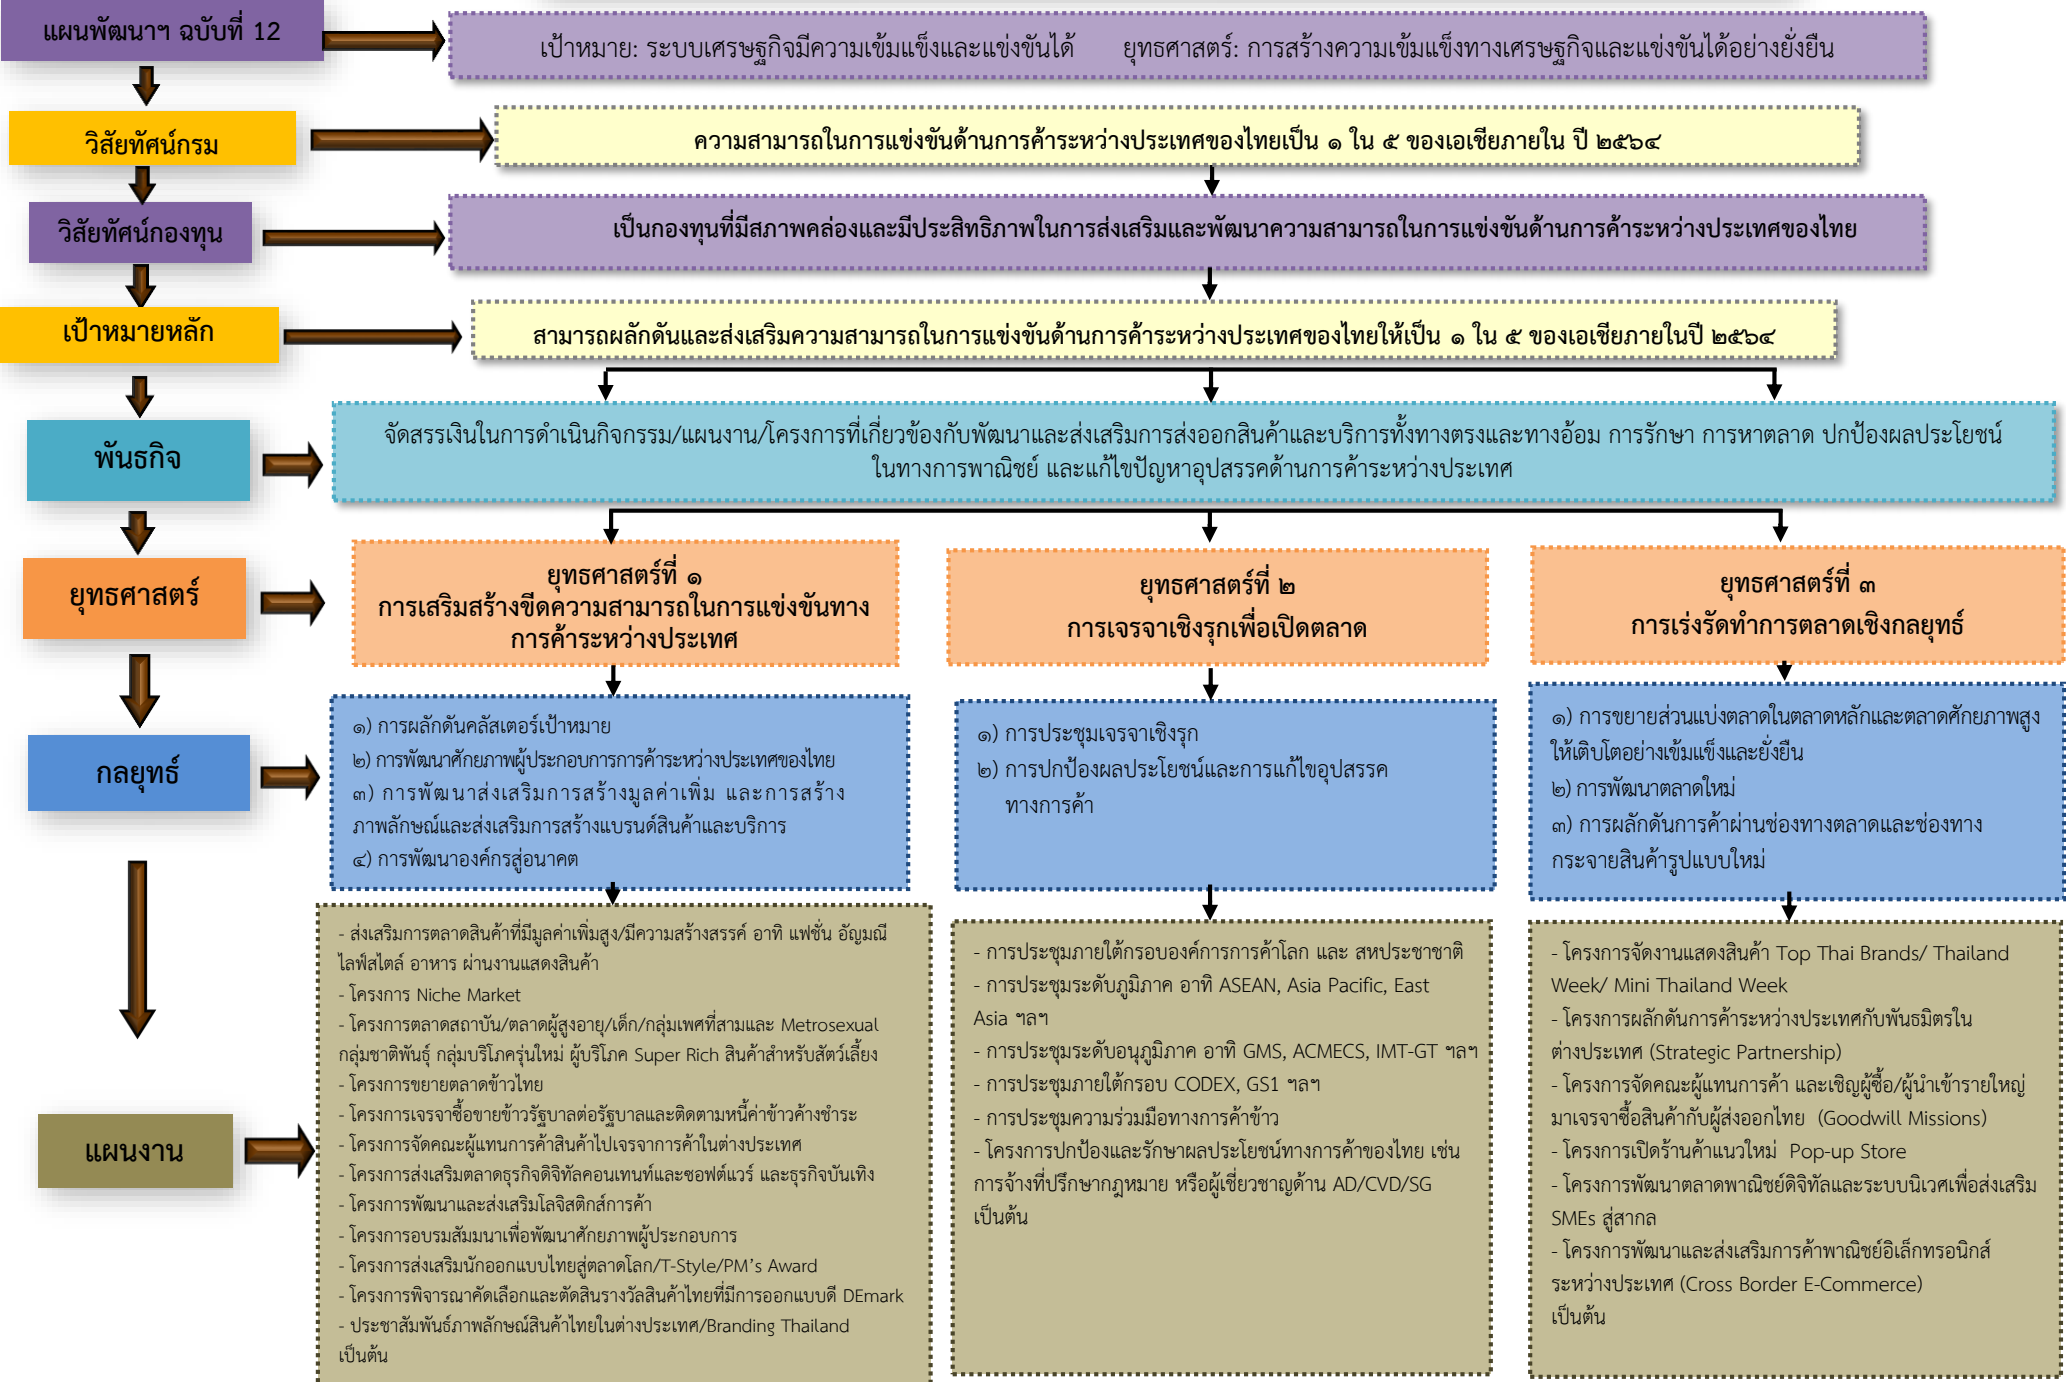 แผนพัฒนาฯ ฉบับที่ 12
เป้าหมาย: ระบบเศรษฐกิจมีความเข้มแข็งและแข่งขันได้ ยุทธศาสตร์: การสร้างความเข้มแข็งทางเศรษฐกิจและแข่งขันได้อย่างยั่งยืน
วิสัยทัศน์กรม
ความสามารถในการแข่งขันด้านการค้าระหว่างประเทศของไทยเป็น ๑ ใน ๕ ของเอเชียภายใน ปี ๒๕๖๔
วิสัยทัศน์กองทุน
เป็นกองทุนที่มีสภาพคล่องและมีประสิทธิภาพในการส่งเสริมและพัฒนาความสามารถในการแข่งขันด้านการค้าระหว่างประเทศของไทย
เป้าหมายหลัก
สามารถผลักดันและส่งเสริมความสามารถในการแข่งขันด้านการค้าระหว่างประเทศของไทยให้เป็น ๑ ใน ๕ ของเอเชียภายในปี ๒๕๖๔
พันธกิจ
จัดสรรเงินในการดำเนินกิจกรรม/แผนงาน/โครงการที่เกี่ยวข้องกับพัฒนาและส่งเสริมการส่งออกสินค้าและบริการทั้งทางตรงและทางอ้อม การรักษา การหาตลาด ปกป้องผลประโยชน์
ในทางการพาณิชย์ และแก้ไขปัญหาอุปสรรคด้านการค้าระหว่างประเทศ
ยุทธศาสตร์
ยุทธศาสตร์ที่ ๑
การเสริมสร้างขีดความสามารถในการแข่งขันทาง
การค้าระหว่างประเทศ
ยุทธศาสตร์ที่ ๒
การเจรจาเชิงรุกเพื่อเปิดตลาด
ยุทธศาสตร์ที่ ๓
การเร่งรัดทำการตลาดเชิงกลยุทธ์
กลยุทธ์
๑) การผลักดันคลัสเตอร์เป้าหมาย
๒) การพัฒนาศักยภาพผู้ประกอบการการค้าระหว่างประเทศของไทย
๓) การพัฒนาส่งเสริมการสร้างมูลค่าเพิ่ม และการสร้าง
ภาพลักษณ์และส่งเสริมการสร้างแบรนด์สินค้าและบริการ
๔) การพัฒนาองค์กรสู่อนาคต
๑) การประชุมเจรจาเชิงรุก
๒) การปกป้องผลประโยชน์และการแก้ไขอุปสรรค
ทางการค้า
๑) การขยายส่วนแบ่งตลาดในตลาดหลักและตลาดศักยภาพสูง
ให้เติบโตอย่างเข้มแข็งและยั่งยืน
๒) การพัฒนาตลาดใหม่
๓) การผลักดันการค้าผ่านช่องทางตลาดและช่องทาง
กระจายสินค้ารูปแบบใหม่
แผนงาน
- ส่งเสริมการตลาดสินค้าที่มีมูลค่าเพิ่มสูง/มีความสร้างสรรค์ อาทิ แฟชั่น อัญมณี
ไลฟ์สไตล์ อาหาร ผ่านงานแสดงสินค้า
- โครงการ Niche Market
- โครงการตลาดสถาบัน/ตลาดผู้สูงอายุ/เด็ก/กลุ่มเพศที่สามและ Metrosexual
กลุ่มชาติพันธุ์ กลุ่มบริโภครุ่นใหม่ ผู้บริโภค Super Rich สินค้าสำหรับสัตว์เลี้ยง
- โครงการขยายตลาดข้าวไทย
- โครงการเจรจาซื้อขายข้าวรัฐบาลต่อรัฐบาลและติดตามหนี้ค่าข้าวค้างชำระ
- โครงการจัดคณะผู้แทนการค้าสินค้าไปเจรจาการค้าในต่างประเทศ
- โครงการส่งเสริมตลาดธุรกิจดิจิทัลคอนเทนท์และซอฟต์แวร์ และธุรกิจบันเทิง
- โครงการพัฒนาและส่งเสริมโลจิสติกส์การค้า
- โครงการอบรมสัมมนาเพื่อพัฒนาศักยภาพผู้ประกอบการ
- โครงการส่งเสริมนักออกแบบไทยสู่ตลาดโลก/T-Style/PM's Award
- โครงการพิจารณาคัดเลือกและตัดสินรางวัลสินค้าไทยที่มีการออกแบบดี DEmark
- ประชาสัมพันธ์ภาพลักษณ์สินค้าไทยในต่างประเทศ/Branding Thailand
เป็นต้น
- การประชุมภายใต้กรอบองค์การการค้าโลก และ สหประชาชาติ
- การประชุมระดับภูมิภาค อาทิ ASEAN, Asia Pacific, East
Asia ฯลฯ
- การประชุมระดับอนุภูมิภาค อาทิ GMS, ACMECS, IMT-GT ฯลฯ
- การประชุมภายใต้กรอบ CODEX, GS1 ฯลฯ
- การประชุมความร่วมมือทางการค้าข้าว
- โครงการปกป้องและรักษาผลประโยชน์ทางการค้าของไทย เช่น
การจ้างที่ปรึกษากฎหมาย หรือผู้เชี่ยวชาญด้าน AD/CVD/SG
เป็นต้น
- โครงการจัดงานแสดงสินค้า Top Thai Brands/ Thailand
Week/ Mini Thailand Week
- โครงการผลักดันการค้าระหว่างประเทศกับพันธมิตรใน
ต่างประเทศ (Strategic Partnership)
- โครงการจัดคณะผู้แทนการค้า และเชิญผู้ซื้อ/ผู้นำเข้ารายใหญ่
มาเจรจาซื้อสินค้ากับผู้ส่งออกไทย (Goodwill Missions)
- โครงการเปิดร้านค้าแนวใหม่ Pop-up Store
- โครงการพัฒนาตลาดพาณิชย์ดิจิทัลและระบบนิเวศเพื่อส่งเสริม
SMEs สู่สากล
- โครงการพัฒนาและส่งเสริมการค้าพาณิชย์อิเล็กทรอนิกส์
ระหว่างประเทศ (Cross Border E-Commerce)
เป็นต้น